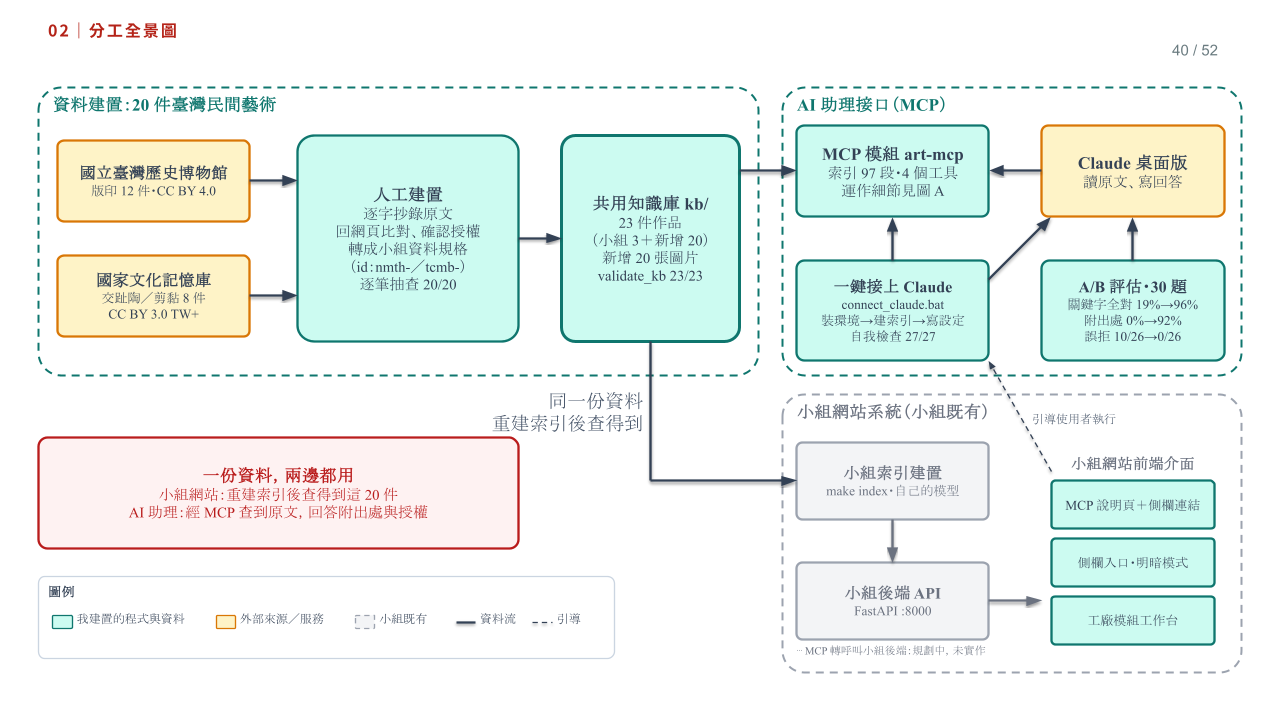 02｜分工全景圖
40 / 52
資料建置：20 件臺灣民間藝術
國立臺灣歷史博物館
版印 12 件・CC BY 4.0
國家文化記憶庫
交趾陶／剪黏 8 件
CC BY 3.0 TW+
人工建置
逐字抄錄原文
回網頁比對、確認授權
轉成小組資料規格
（id：nmth-／tcmb-）
逐筆抽查 20/20
共用知識庫 kb/
23 件作品
（小組 3＋新增 20）
新增 20 張圖片
validate_kb 23/23
AI 助理接口（MCP）
MCP 模組 art-mcp
索引 97 段・4 個工具
運作細節見圖 A
Claude 桌面版
讀原文、寫回答
一鍵接上 Claude
connect_claude.bat
裝環境→建索引→寫設定
自我檢查 27/27
A/B 評估・30 題
關鍵字全對 19%→96%
附出處 0%→92%
誤拒 10/26→0/26
同一份資料
重建索引後查得到
一份資料，兩邊都用
小組網站：重建索引後查得到這 20 件
AI 助理：經 MCP 查到原文，回答附出處與授權
小組網站系統（小組既有）
引導使用者執行
小組索引建置
make index・自己的模型
小組後端 API
FastAPI :8000
小組網站前端介面
MCP 說明頁＋側欄連結
側欄入口・明暗模式
工廠模組工作台
┄ MCP 轉呼叫小組後端：規劃中，未實作
圖例
我建置的程式與資料
外部來源／服務
小組既有
資料流
引導